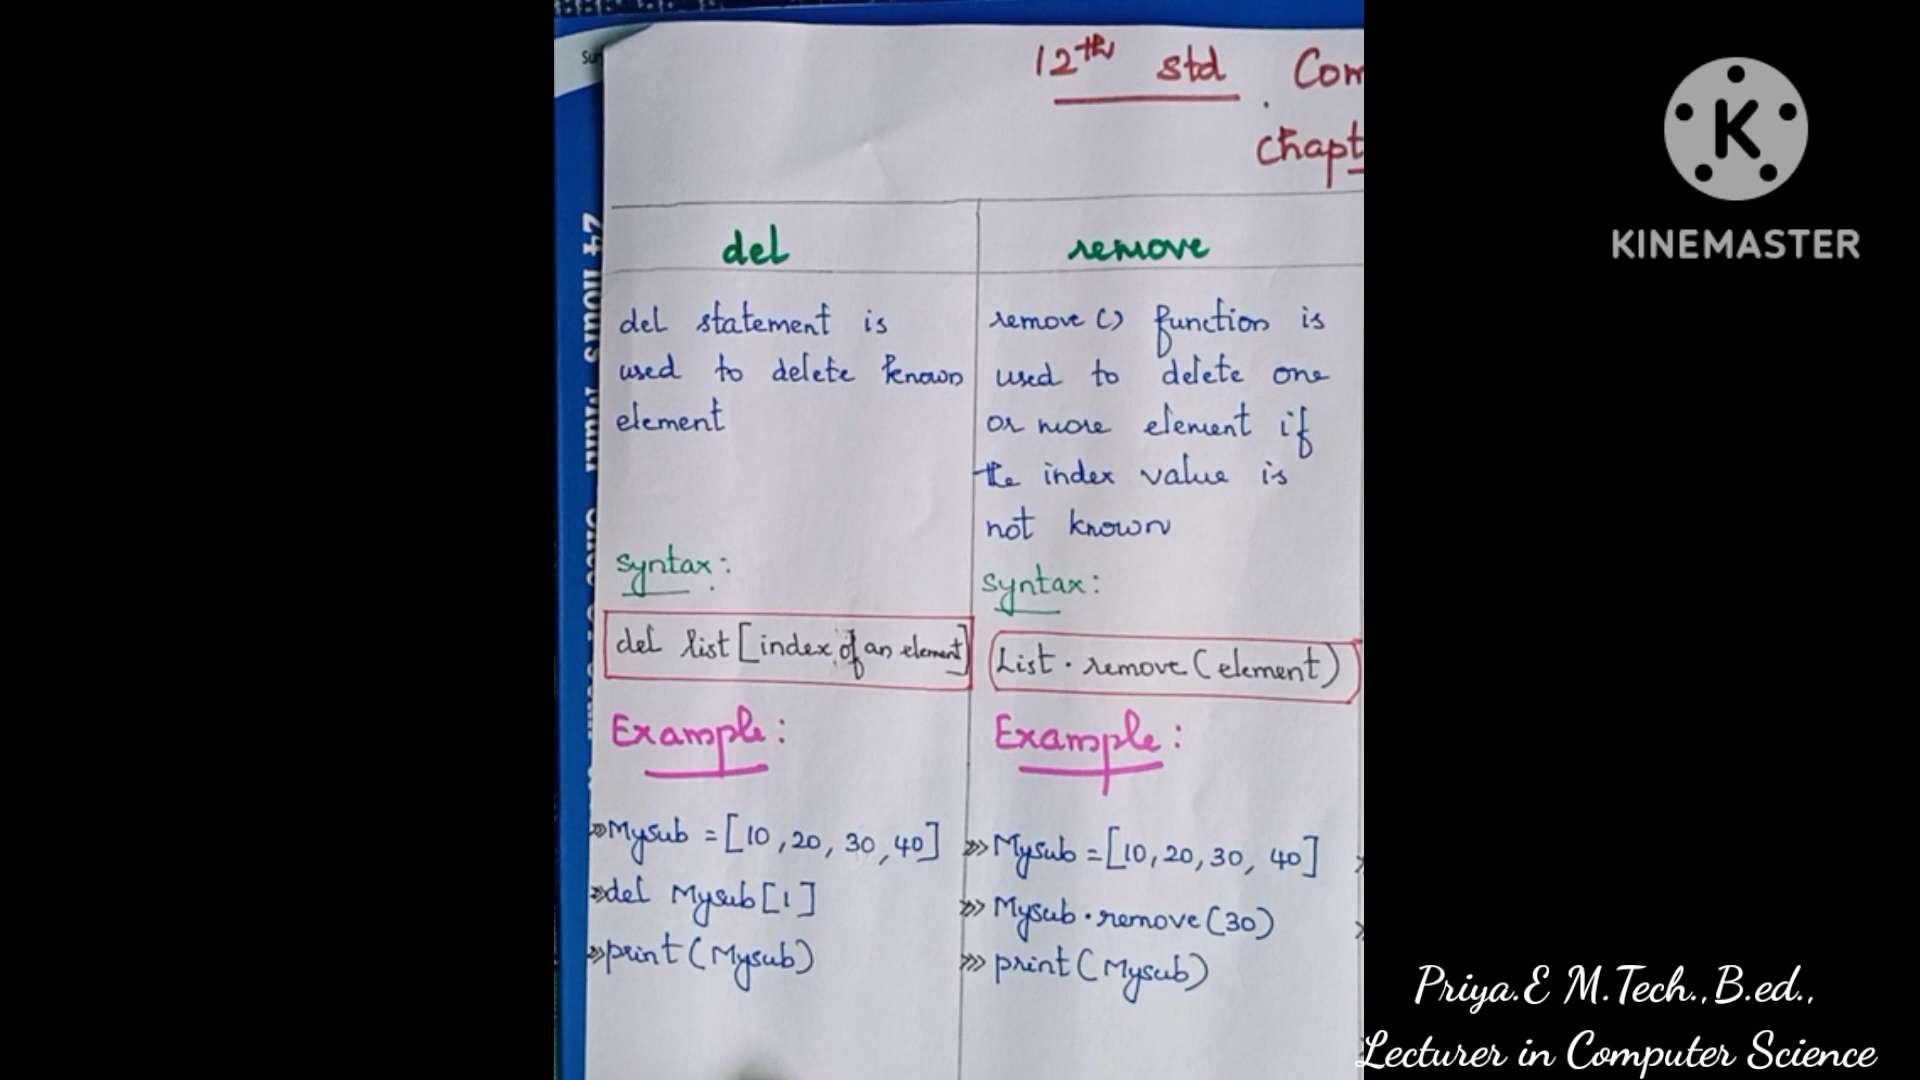 12th std Com
Chapt
del
del statement is
used to delete known
element
syntax:
del list[index of an element]
Example:
>>Mysub = [10, 20, 30, 40]
>>del Mysub[1]
>>print(Mysub)
remove
remove() function is
used to delete one
or more element if
the index value is
not known
syntax:
List.remove(element)
Example:
>>> Mysub = [10, 20, 30, 40]
>>> Mysub.remove(30)
>>> print(Mysub)
24 Hours
K
KINEMASTER
Priya.E M.Tech.,B.ed.,
Lecturer in Computer Science